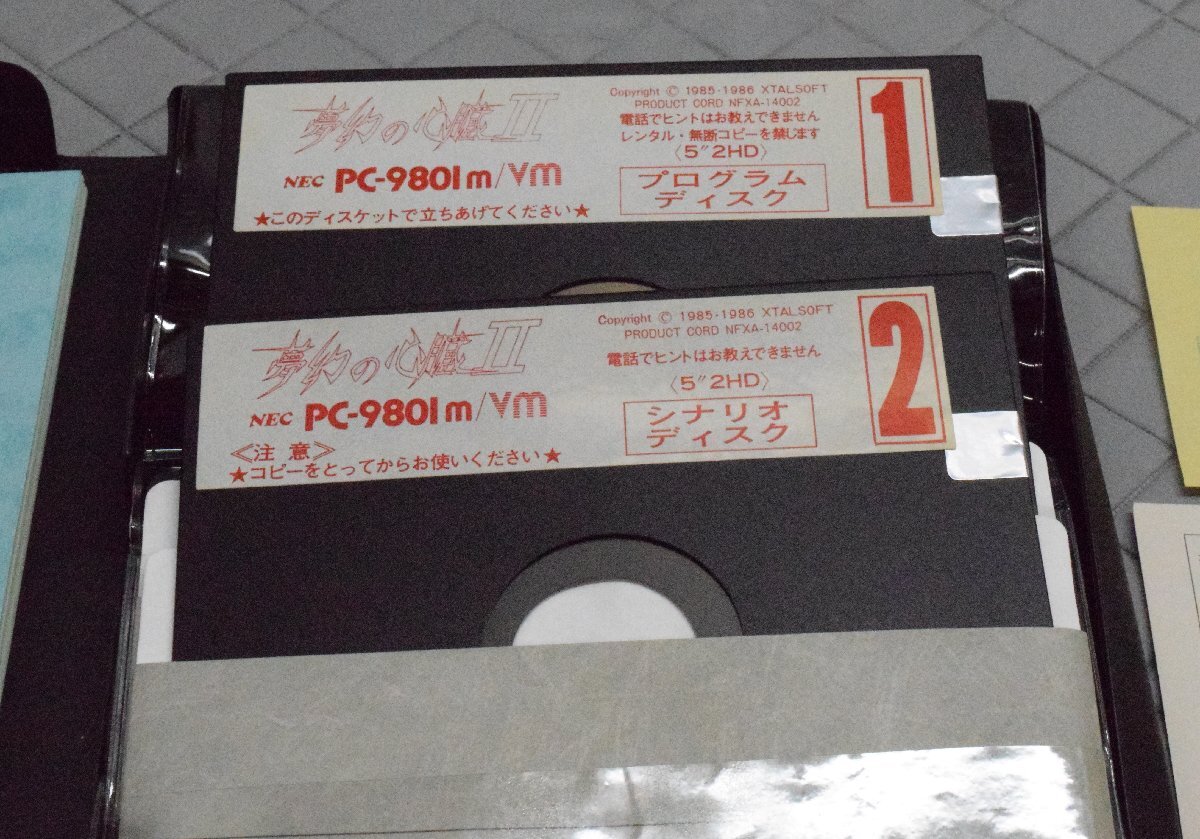 夢幻の心臓II
NEC PC-9801m/vm
★このディスケットで立ちあげてください★
Copyright © 1985-1986 XTALSOFT
PRODUCT CORD NFXA-14002
電話でヒントはお教えできません
レンタル・無断コピーを禁じます
〈5″2HD〉
プログラム
ディスク
1
夢幻の心臓II
NEC PC-9801m/vm
＜注意＞
★コピーをとってからお使いください★
Copyright © 1985-1986 XTALSOFT
PRODUCT CORD NFXA-14002
電話でヒントはお教えできません
〈5″2HD〉
シナリオ
ディスク
2